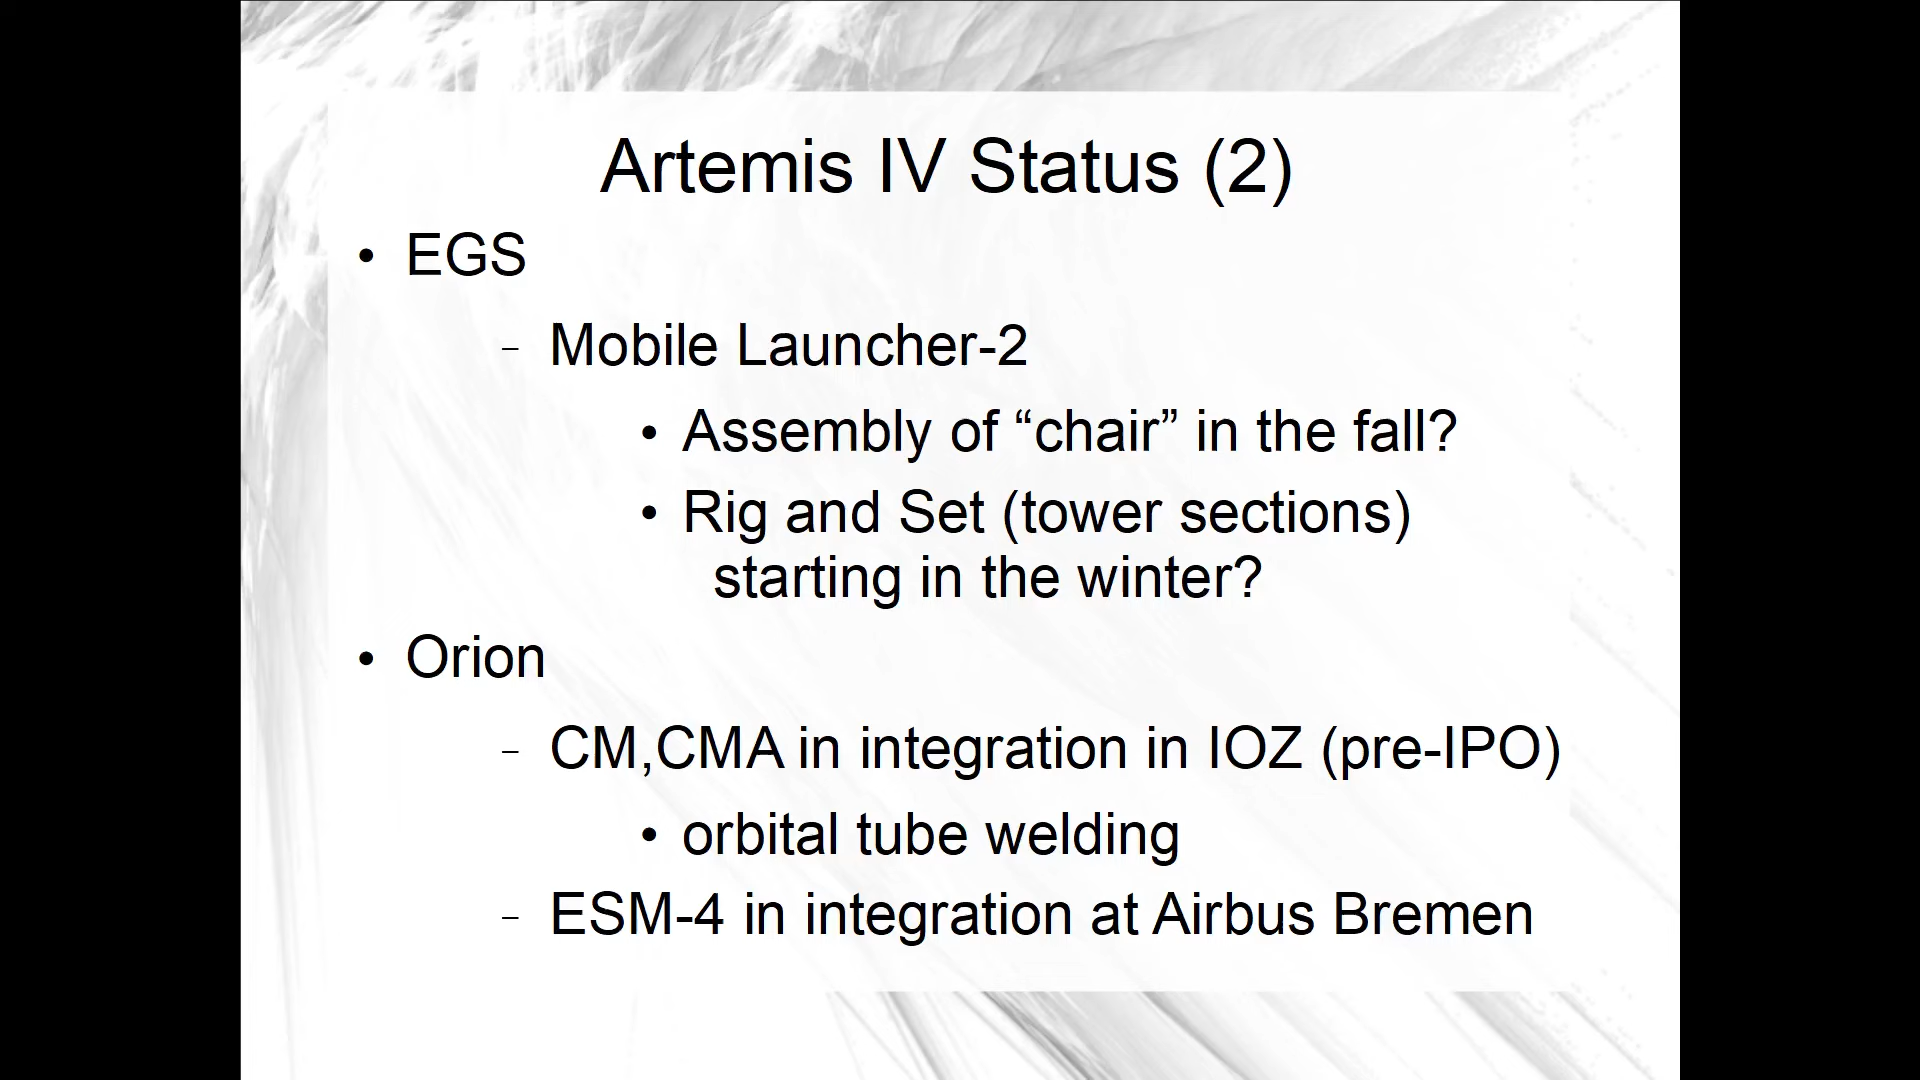 Artemis IV Status (2)
• EGS
– Mobile Launcher-2
• Assembly of “chair” in the fall?
• Rig and Set (tower sections)
starting in the winter?
• Orion
– CM,CMA in integration in IOZ (pre-IPO)
• orbital tube welding
– ESM-4 in integration at Airbus Bremen